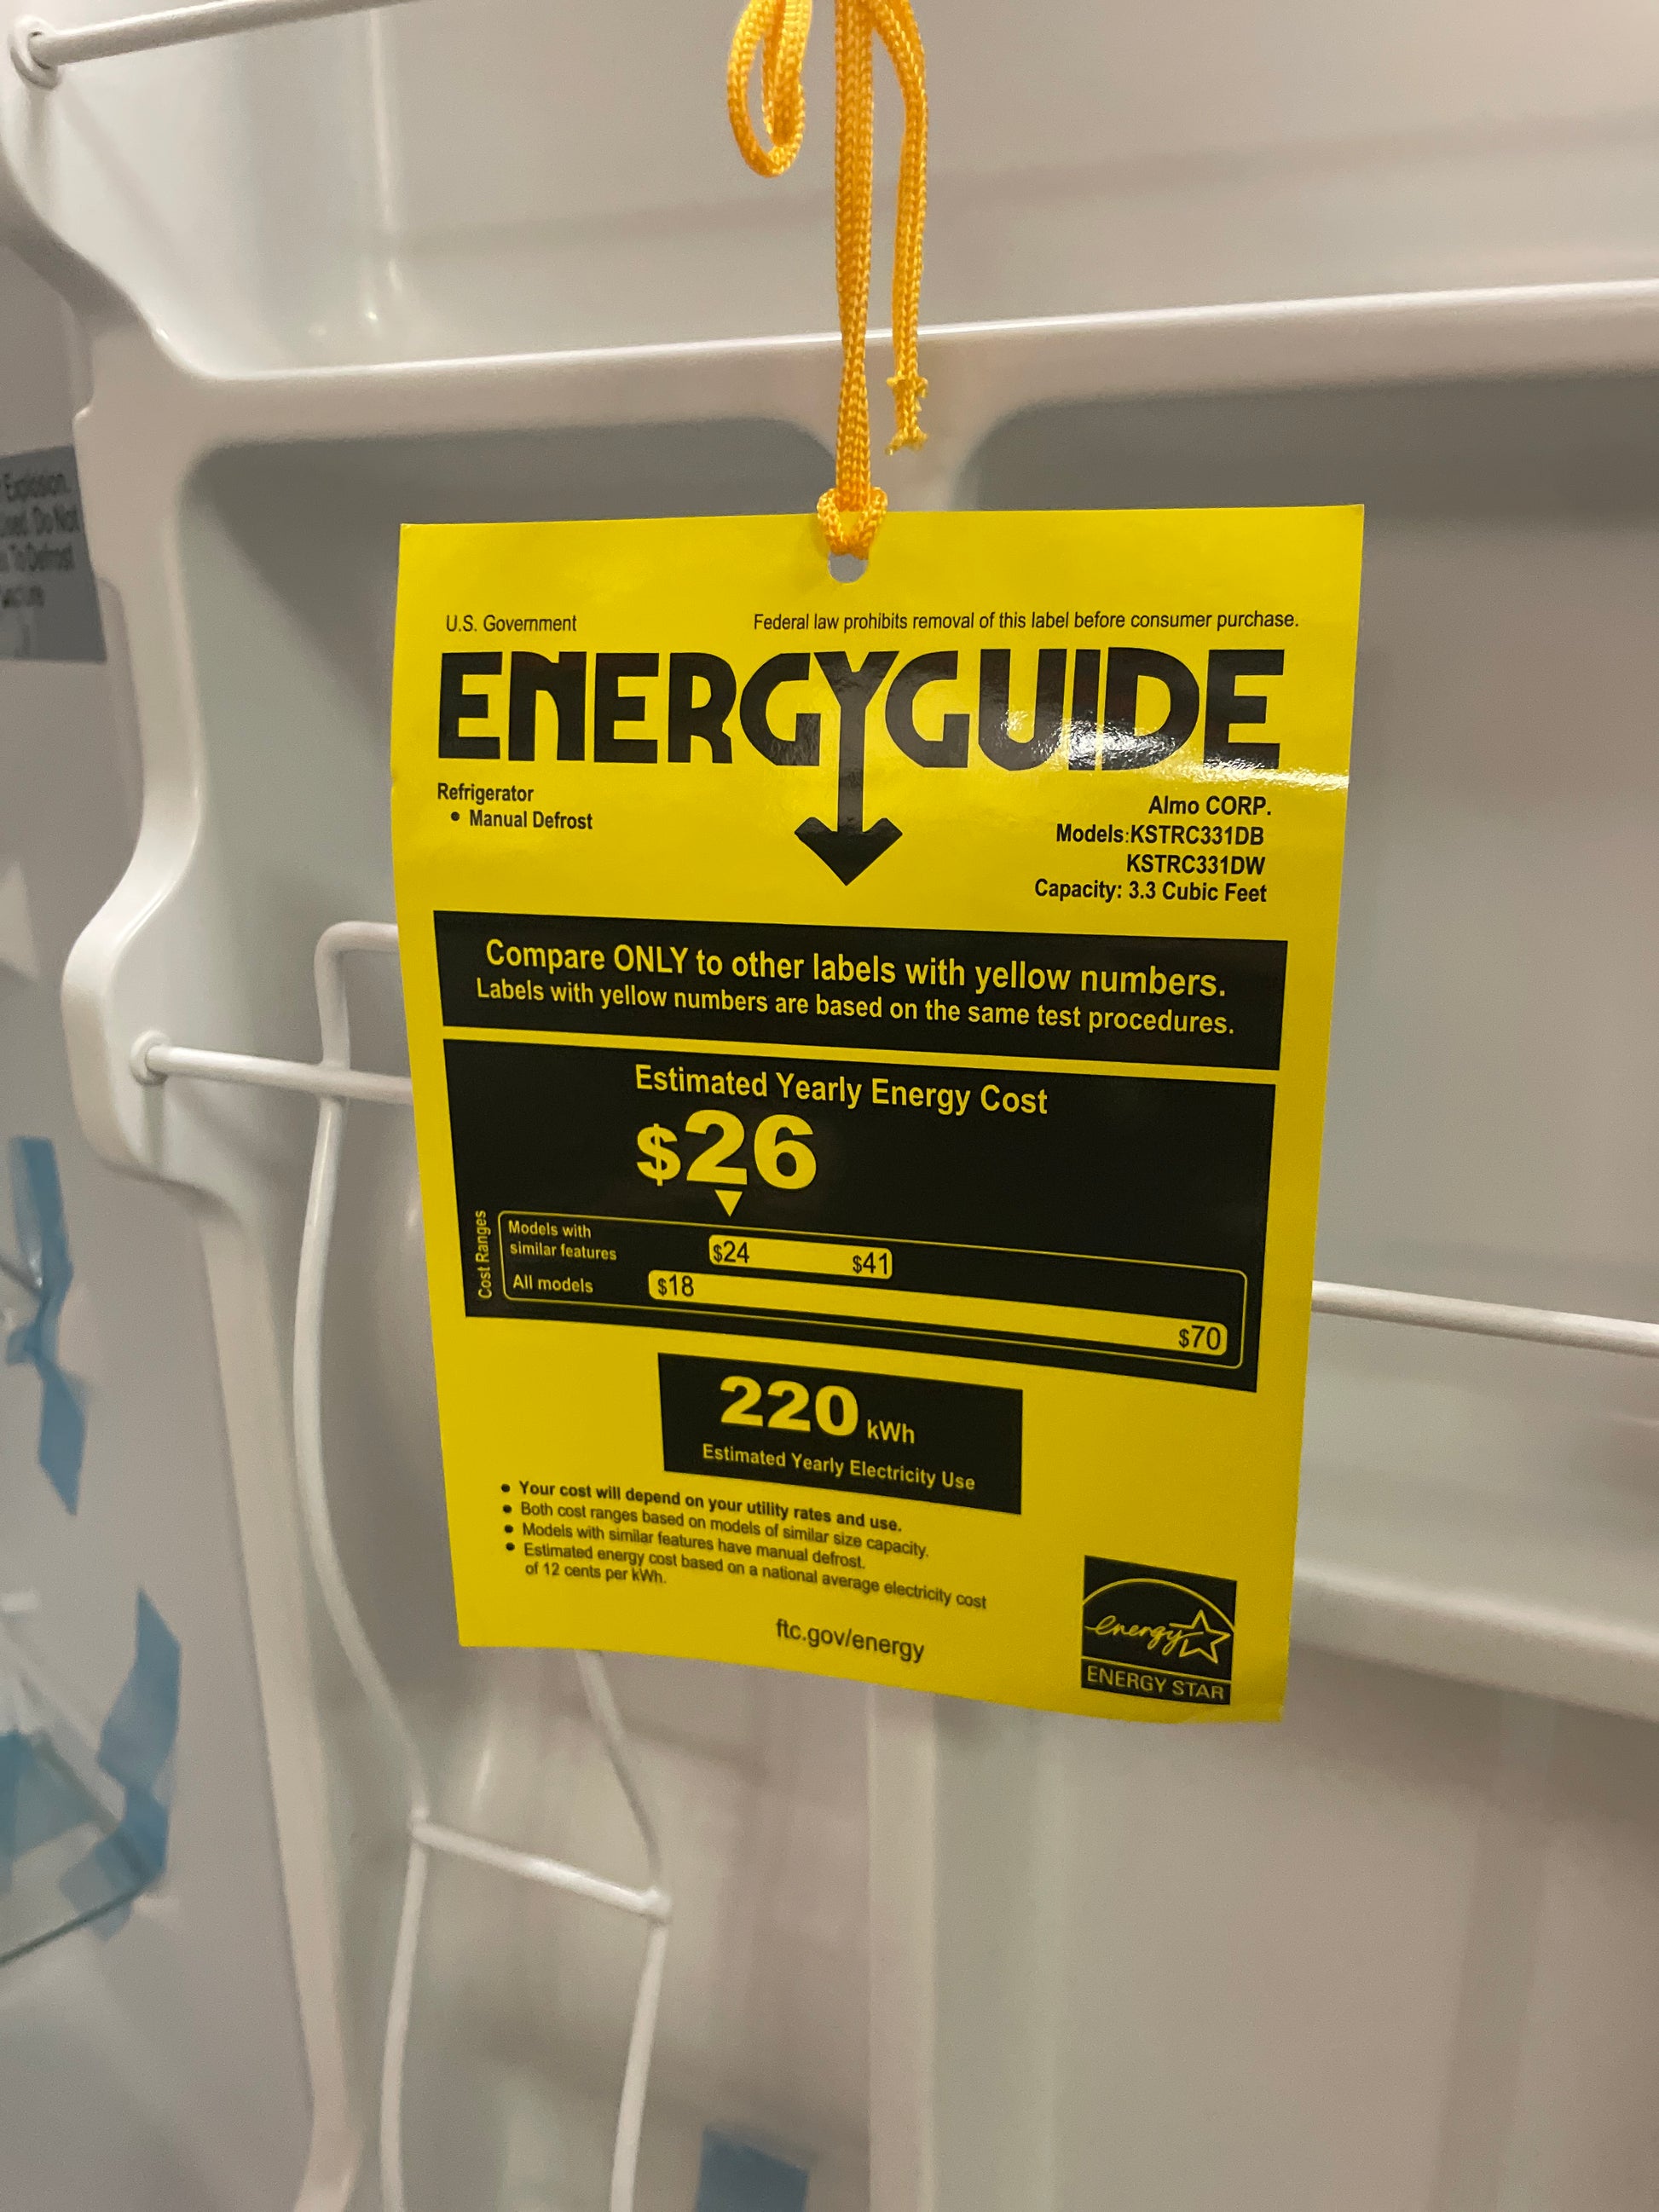 Explosion.
Used. Do Not
To Defrost
U.S. Government
Federal law prohibits removal of this label before consumer purchase.
ENERGYGUIDE
Refrigerator
• Manual Defrost
Almo CORP.
Models:KSTRC331DB
KSTRC331DW
Capacity: 3.3 Cubic Feet
Compare ONLY to other labels with yellow numbers.
Labels with yellow numbers are based on the same test procedures.
Estimated Yearly Energy Cost
$26
Cost Ranges
Models with
similar features
$24 $41
All models
$18
$70
220 kWh
Estimated Yearly Electricity Use
• Your cost will depend on your utility rates and use.
• Both cost ranges based on models of similar size capacity.
• Models with similar features have manual defrost.
• Estimated energy cost based on a national average electricity cost
of 12 cents per kWh.
ftc.gov/energy
energy
ENERGY STAR